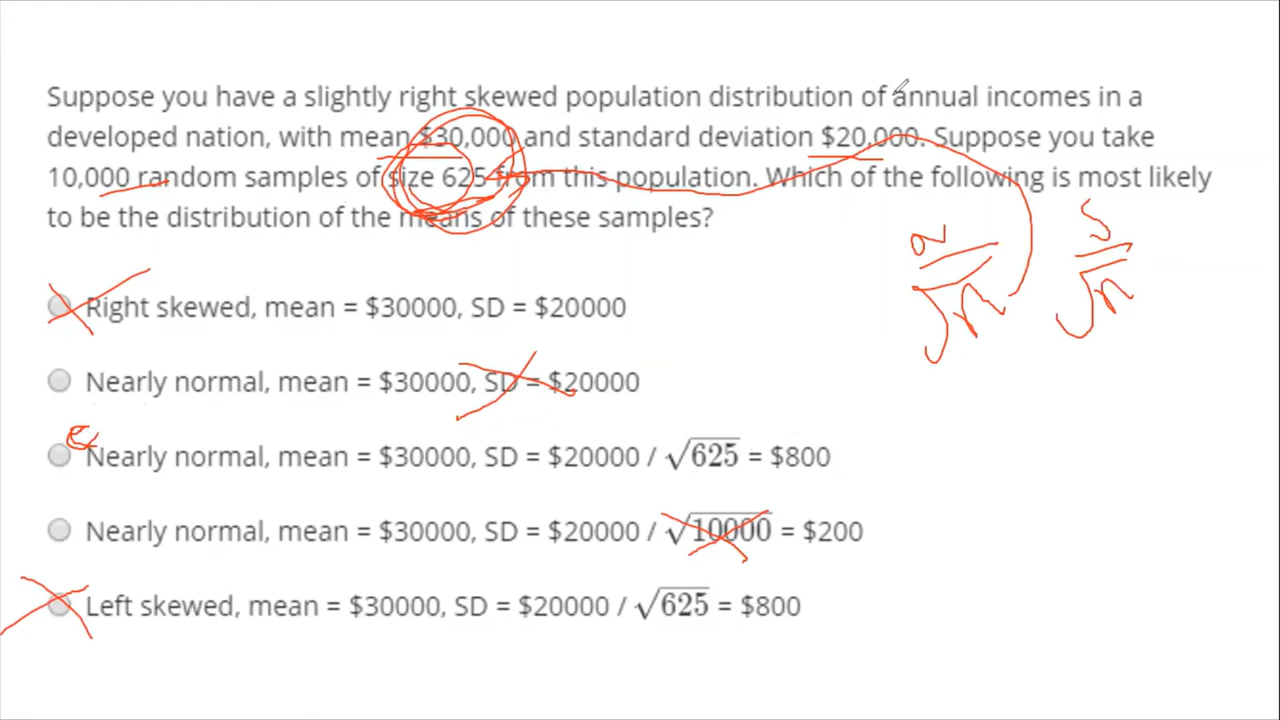 Suppose you have a slightly right skewed population distribution of annual incomes in a
developed nation, with mean $30,000 and standard deviation $20,000. Suppose you take
10,000 random samples of size 625 from this population. Which of the following is most likely
to be the distribution of the means of these samples?
σ/√n
s/√n
Right skewed, mean = $30000, SD = $20000
Nearly normal, mean = $30000, SD = $20000
Nearly normal, mean = $30000, SD = $20000 / √625 = $800
Nearly normal, mean = $30000, SD = $20000 / √10000 = $200
Left skewed, mean = $30000, SD = $20000 / √625 = $800